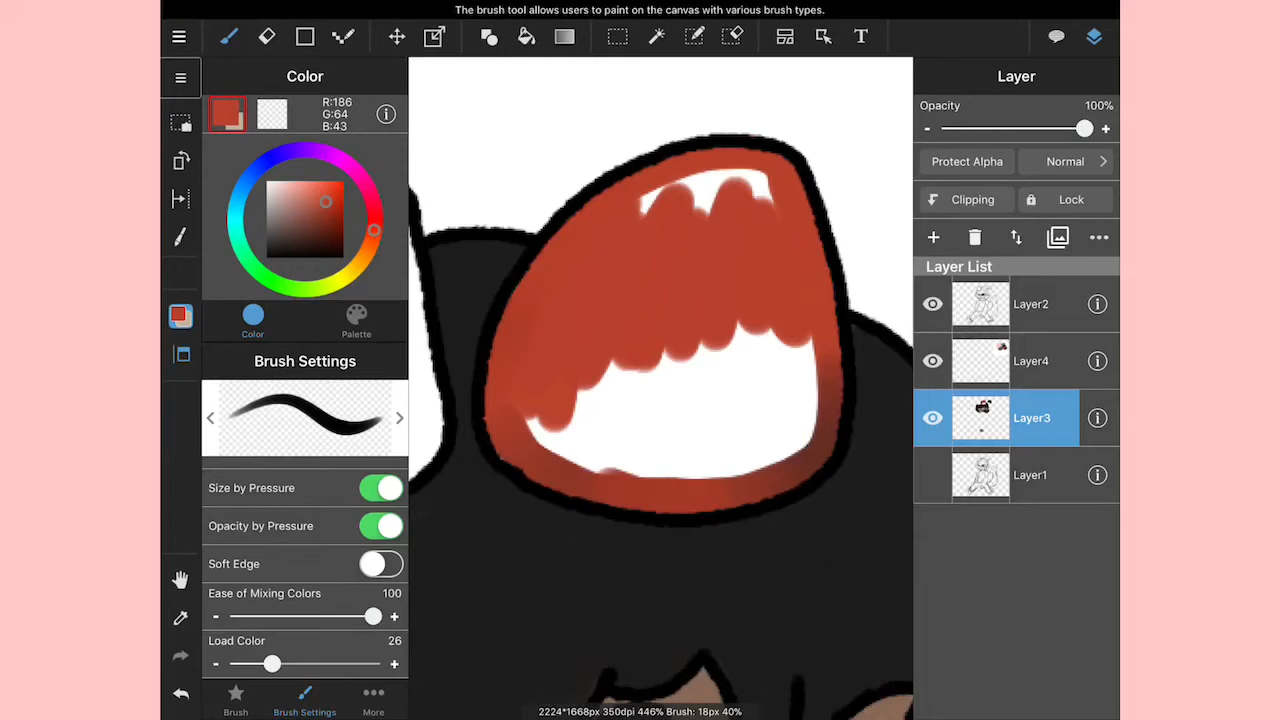 The brush tool allows users to paint on the canvas with various brush types.
T
Color
R:186
G:64
B:43
Color
Palette
Brush Settings
Size by Pressure
Opacity by Pressure
Soft Edge
Ease of Mixing Colors 100
- +
Load Color 26
- +
Brush
Brush Settings
More
2224*1668px 350dpi 446% Brush: 18px 40%
Layer
Opacity 100%
- +
Protect Alpha
Normal
Clipping
Lock
Layer List
Layer2
Layer4
Layer3
Layer1